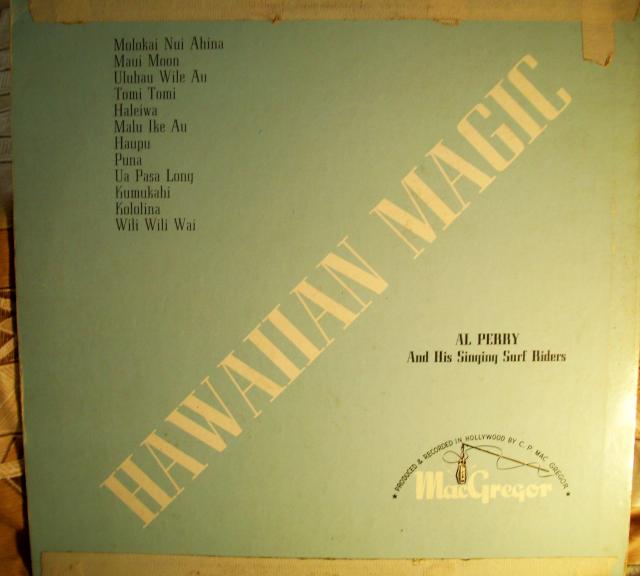 Molokai Nui Ahina
Maui Moon
Uluhau Wile Au
Tomi Tomi
Haleiwa
Malu Ike Au
Haupu
Puna
Ua Pasa Long
Kumukahi
Kololina
Wili Wili Wai
HAWAIIAN MAGIC
AL PERRY
And His Singing Surf Riders
★ PRODUCED & RECORDED IN HOLLYWOOD BY C. P. MAC GREGOR ★
MacGregor